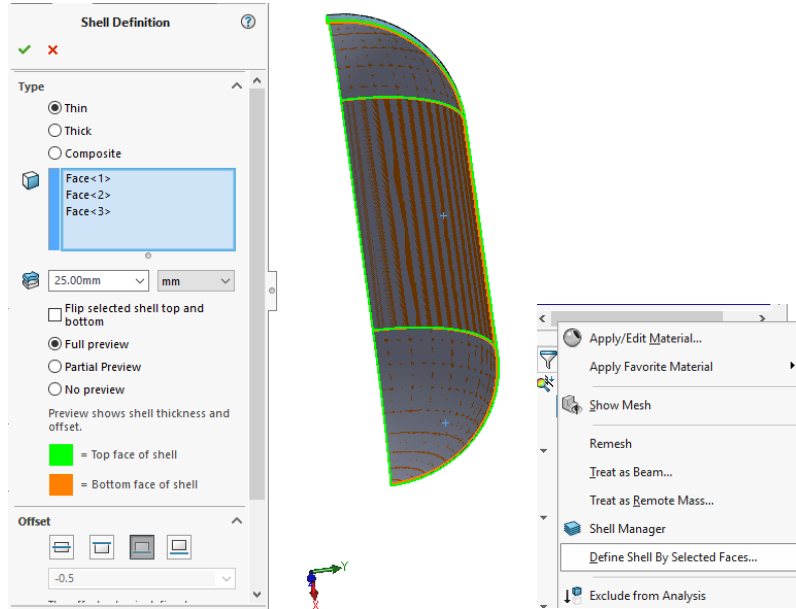 Shell Definition
Type
Thin
Thick
Composite
Face<1>
Face<2>
Face<3>
25.00mm
mm
Flip selected shell top and
bottom
Full preview
Partial Preview
No preview
Preview shows shell thickness and
offset.
= Top face of shell
= Bottom face of shell
Offset
-0.5
Y
X
Apply/Edit Material...
Apply Favorite Material
Show Mesh
Remesh
Treat as Beam...
Treat as Remote Mass...
Shell Manager
Define Shell By Selected Faces...
Exclude from Analysis